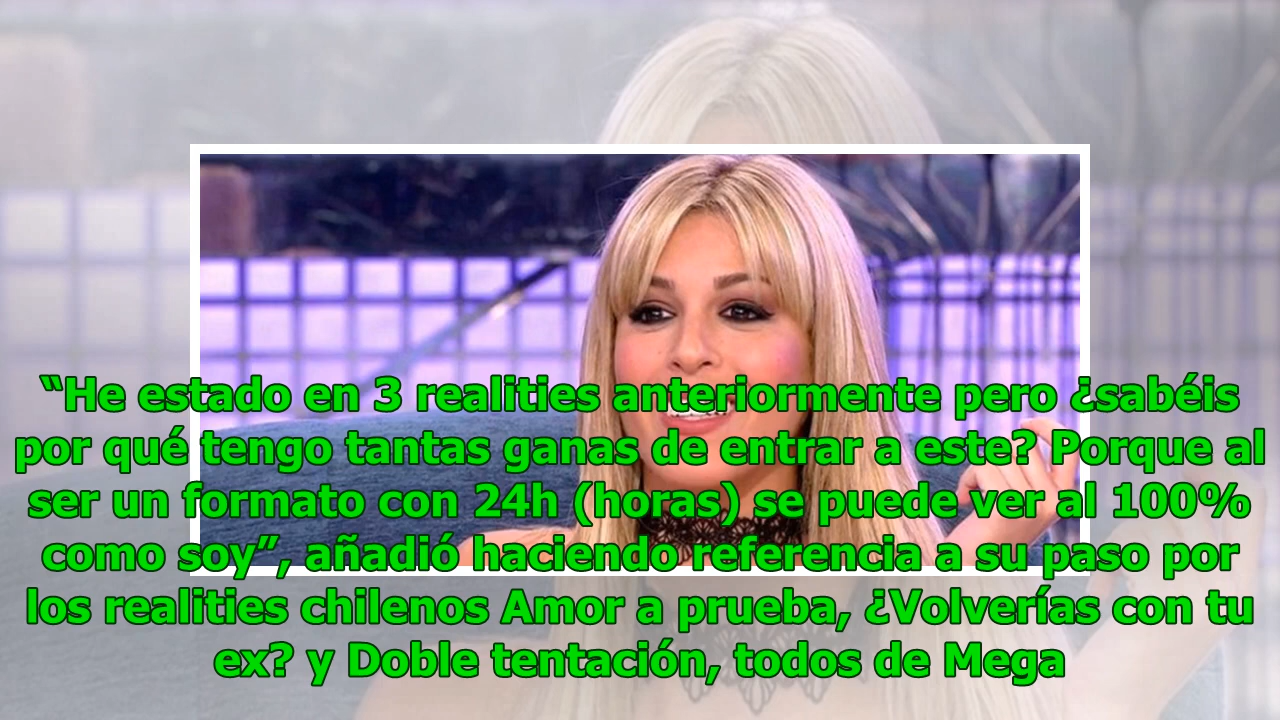 “He estado en 3 realities anteriormente pero ¿sabéis
por qué tengo tantas ganas de entrar a este? Porque al
ser un formato con 24h (horas) se puede ver al 100%
como soy”, añadió haciendo referencia a su paso por
los realities chilenos Amor a prueba, ¿Volverías con tu
ex? y Doble tentación, todos de Mega